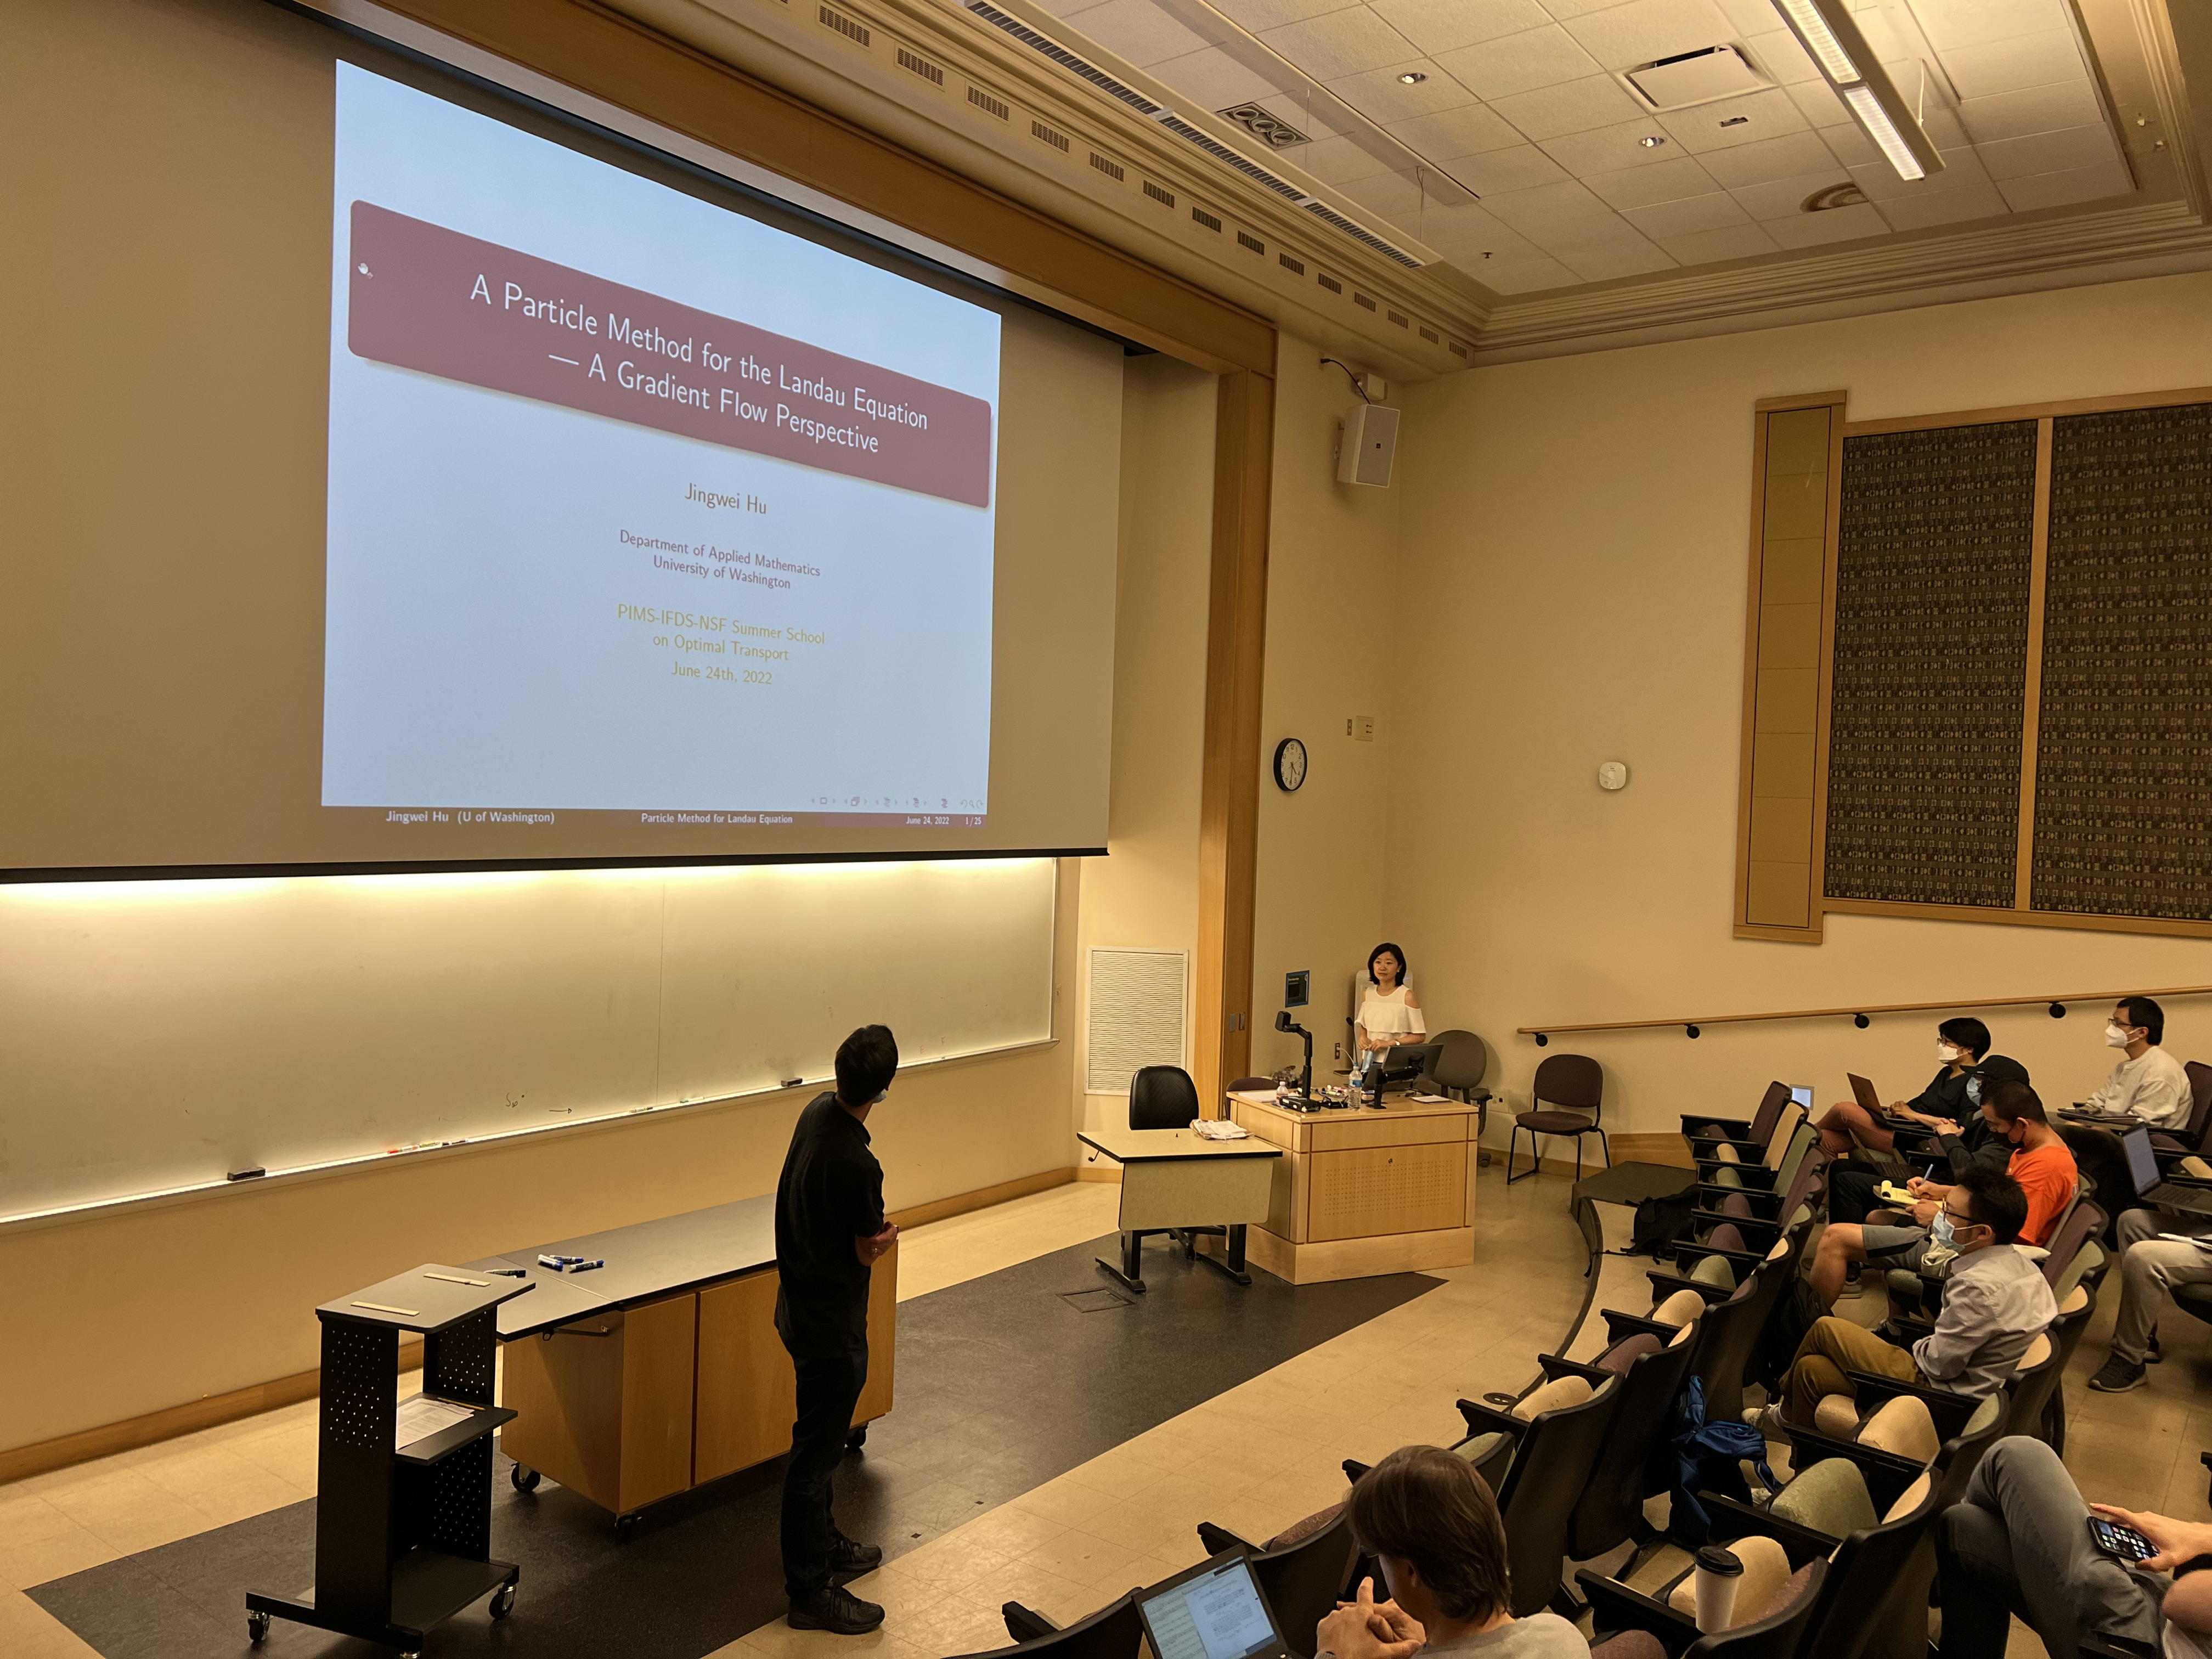 A Particle Method for the Landau Equation
— A Gradient Flow Perspective
Jingwei Hu
Department of Applied Mathematics
University of Washington
PIMS-IFDS-NSF Summer School
on Optimal Transport
June 24th, 2022
Jingwei Hu (U of Washington) Particle Method for Landau Equation June 24, 2022 1 / 25